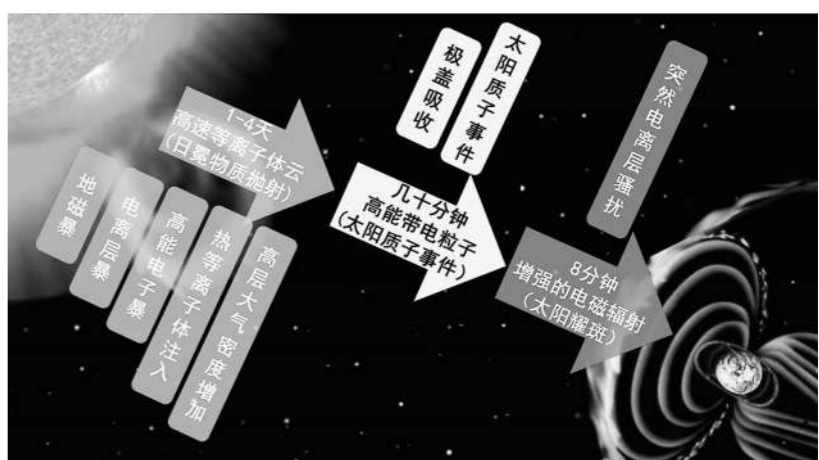 1-4天
高速等离子体云
(日冕物质抛射)
地磁暴
电离层暴
高能电子暴
热等离子体注入
高层大气密度增加
极盖吸收
太阳质子事件
几十分钟
高能带电粒子
(太阳质子事件)
突然电离层骚扰
8分钟
增强的电磁辐射
(太阳耀斑)